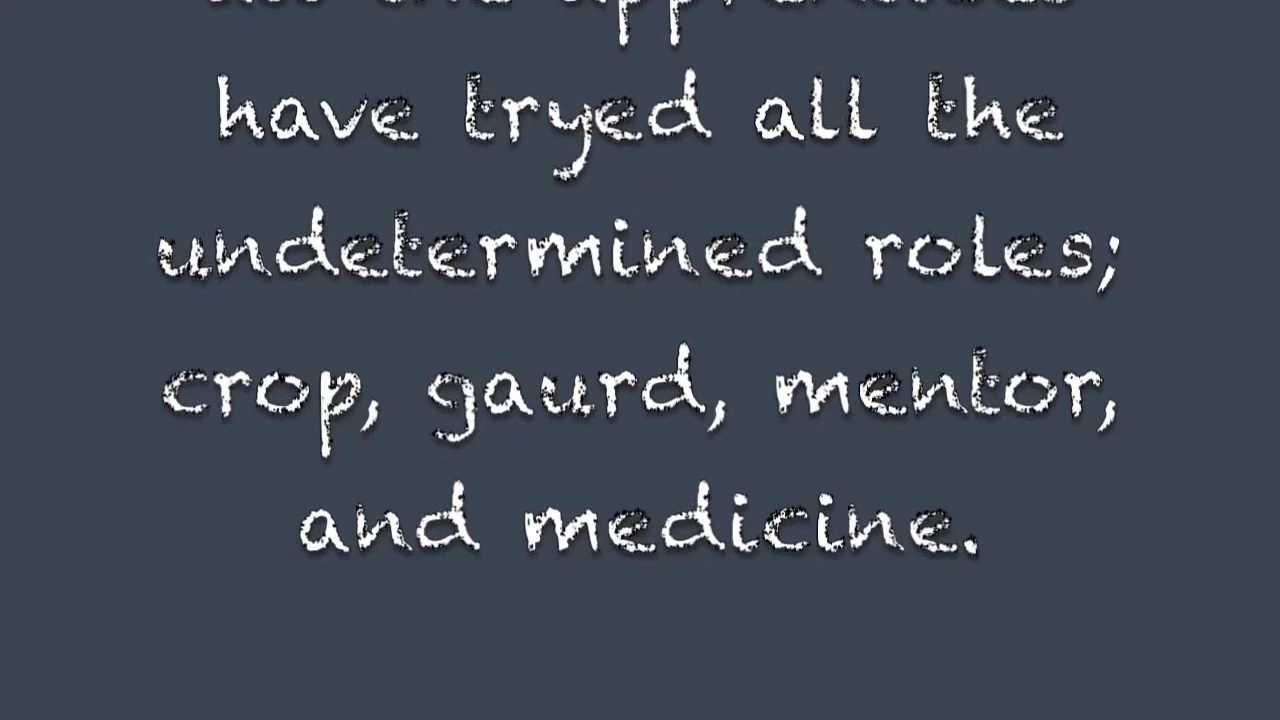 have tryed all the
undetermined roles;
crop, gaurd, mentor,
and medicine.